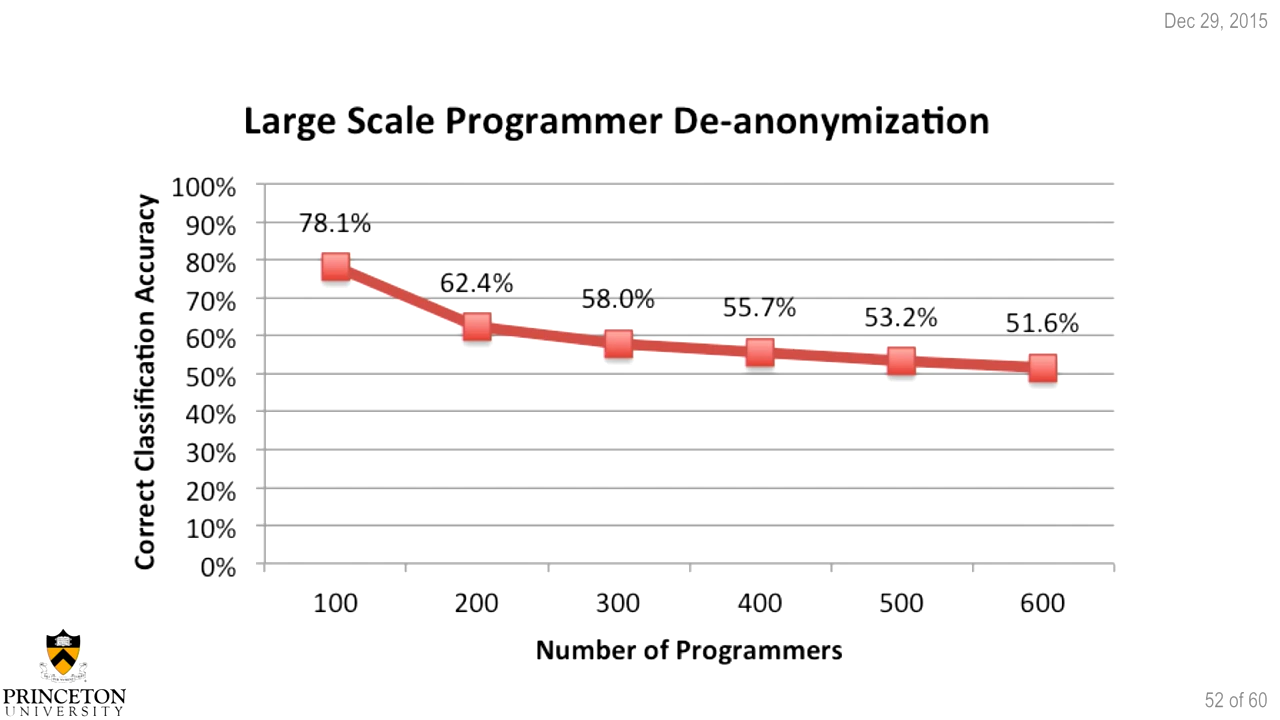 Dec 29, 2015
Large Scale Programmer De-anonymization
Correct Classification Accuracy
100%
90%
80%
70%
60%
50%
40%
30%
20%
10%
0%
78.1%
62.4%
58.0%
55.7%
53.2%
51.6%
100 200 300 400 500 600
Number of Programmers
PRINCETON
UNIVERSITY
52 of 60